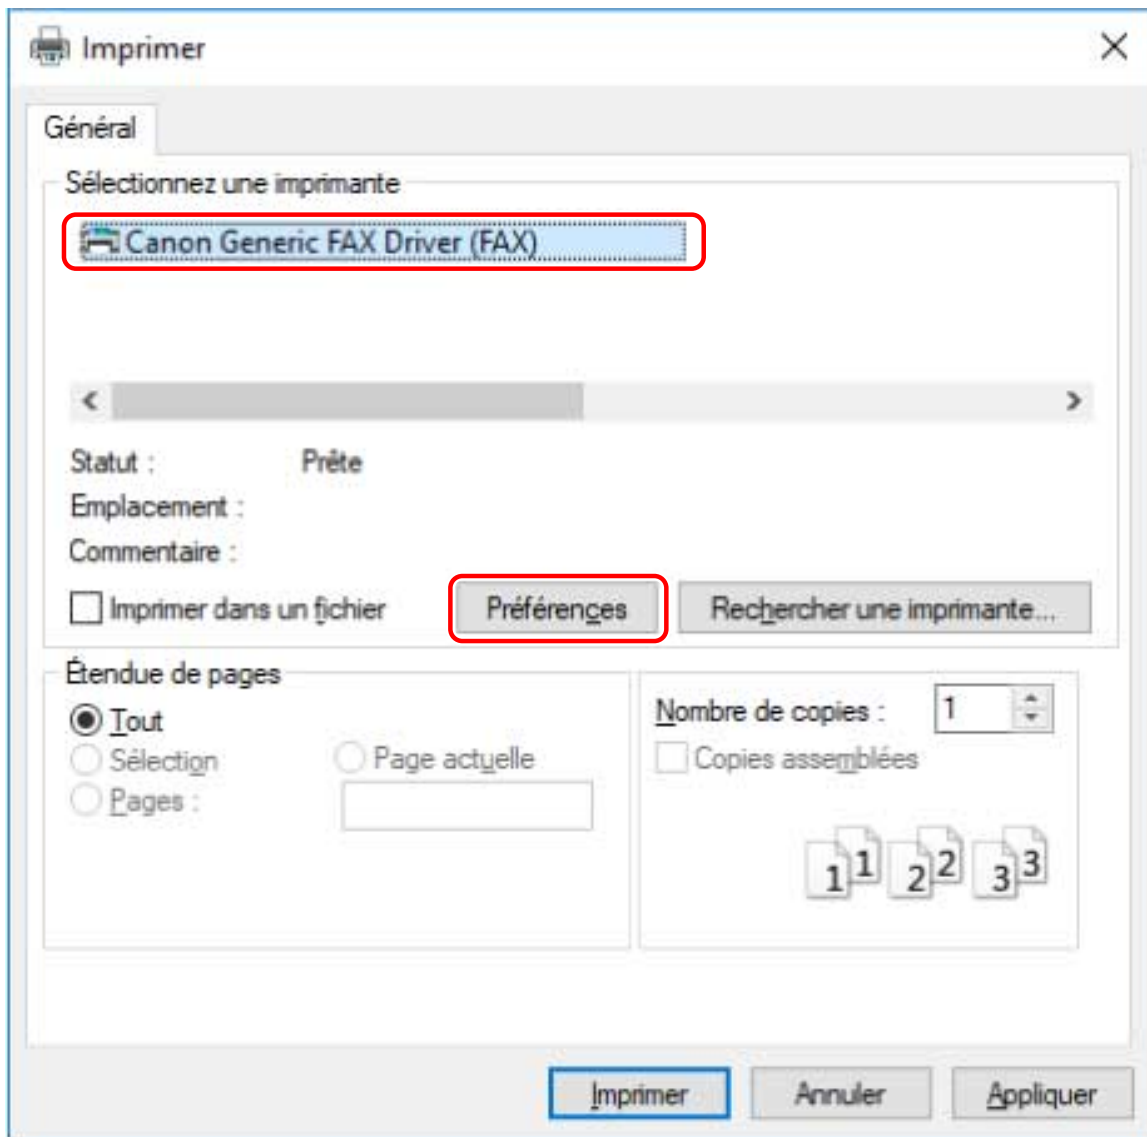 Imprimer
Général
Sélectionnez une imprimante
Canon Generic FAX Driver (FAX)
Statut : Prête
Emplacement :
Commentaire :
Imprimer dans un fichier Préférences Rechercher une imprimante...
Étendue de pages
Tout
Sélection Page actuelle
Pages :
Nombre de copies : 1
Copies assemblées
1 1 2 2 3 3
Imprimer Annuler Appliquer